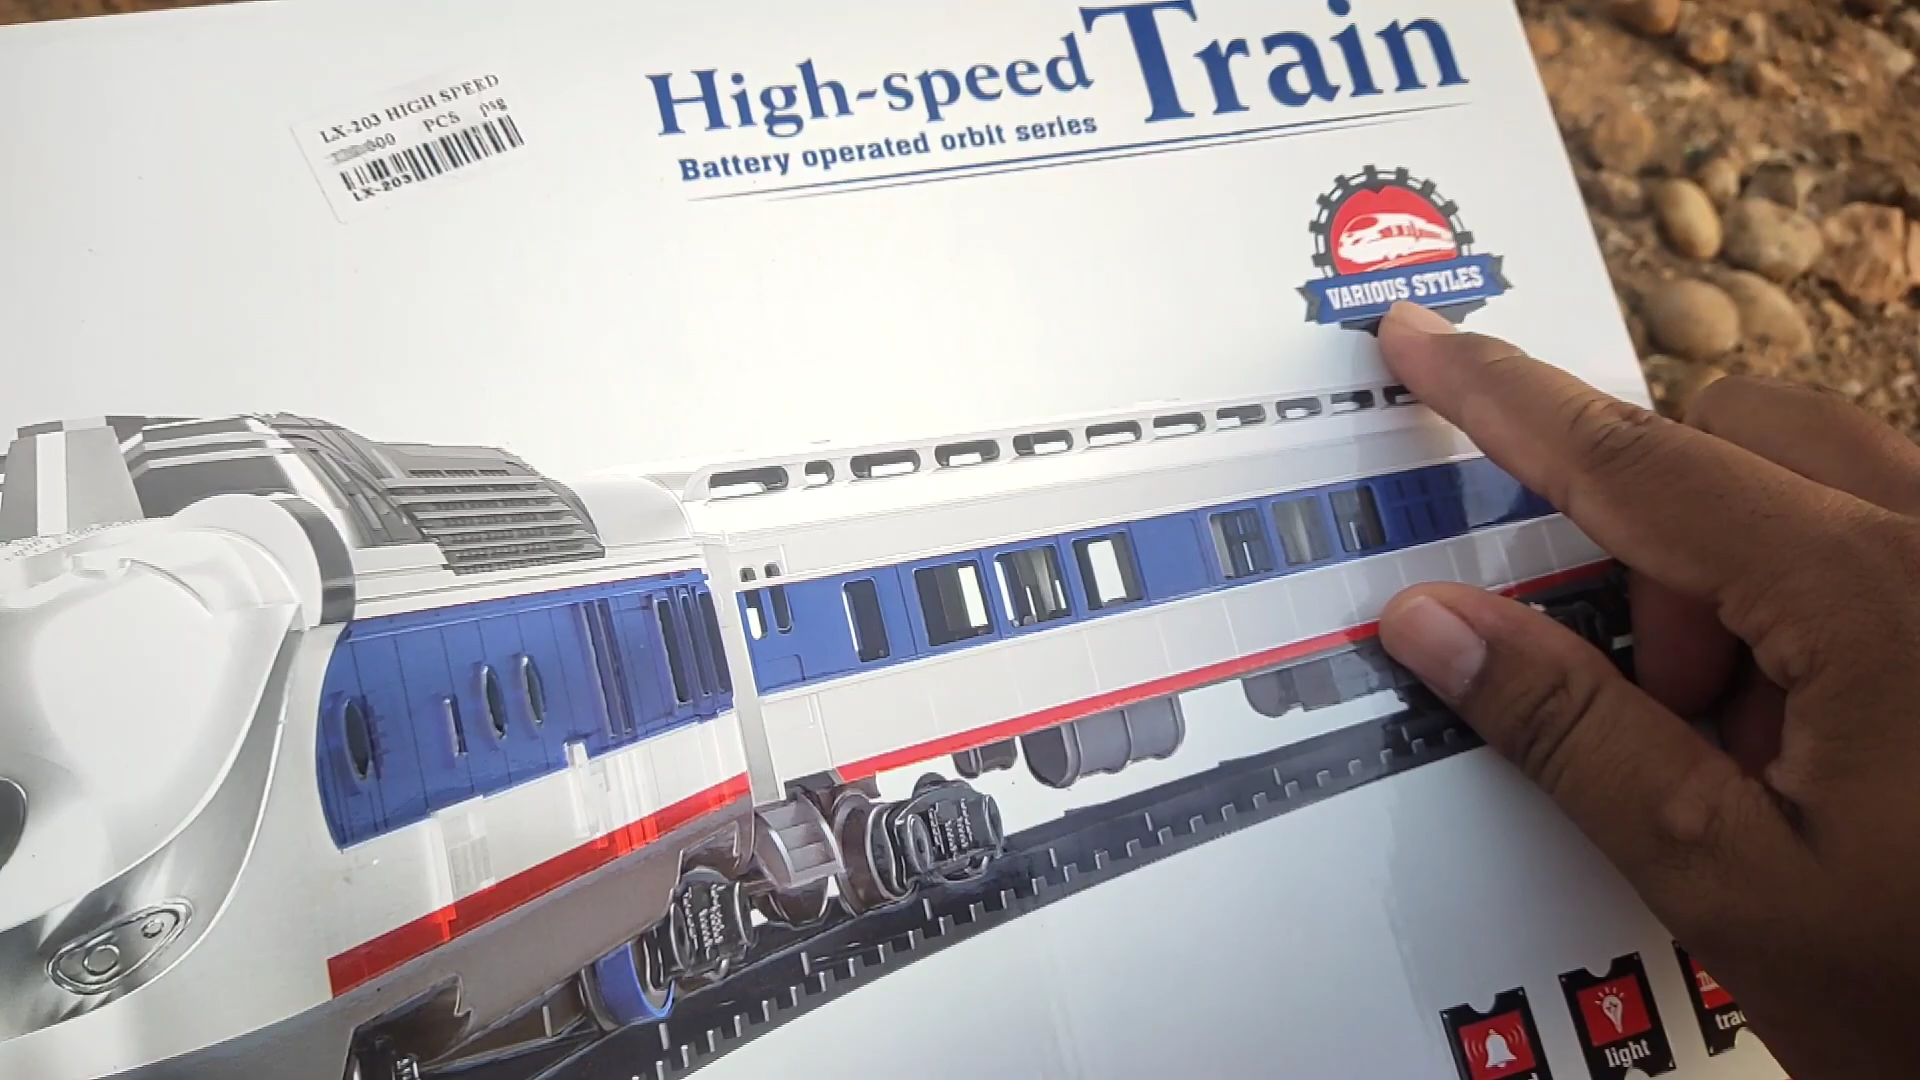 High-speed Train
Battery operated orbit series
LX-203 HIGH SPEED
PCS
LX-203
VARIOUS STYLES
light